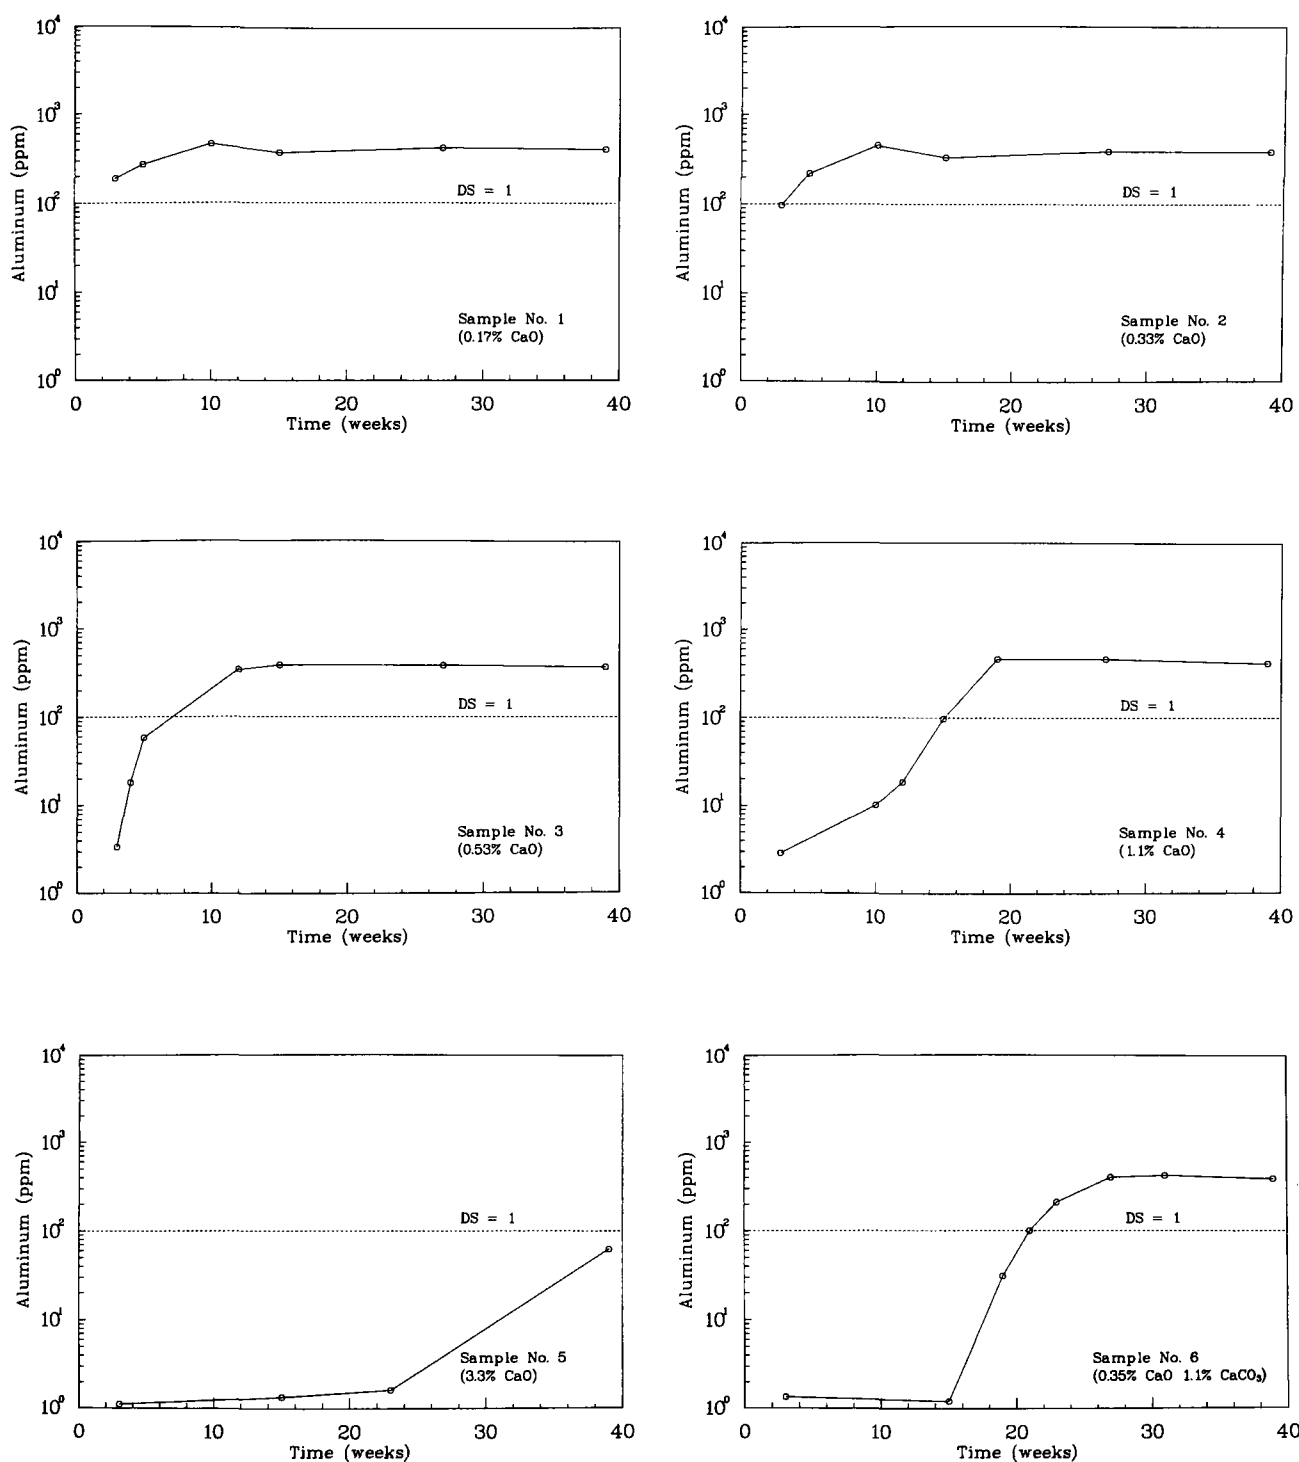 10⁴
10³
10²
10¹
10⁰
Aluminum (ppm)
DS = 1
Sample No. 1
(0.17% CaO)
0 10 20 30 40
Time (weeks)
10⁴
10³
10²
10¹
10⁰
Aluminum (ppm)
DS = 1
Sample No. 2
(0.33% CaO)
0 10 20 30 40
Time (weeks)
10⁴
10³
10²
10¹
10⁰
Aluminum (ppm)
DS = 1
Sample No. 3
(0.53% CaO)
0 10 20 30 40
Time (weeks)
10⁴
10³
10²
10¹
10⁰
Aluminum (ppm)
DS = 1
Sample No. 4
(1.1% CaO)
0 10 20 30 40
Time (weeks)
10⁴
10³
10²
10¹
10⁰
Aluminum (ppm)
DS = 1
Sample No. 5
(3.3% CaO)
0 10 20 30 40
Time (weeks)
10⁴
10³
10²
10¹
10⁰
Aluminum (ppm)
DS = 1
Sample No. 6
(0.35% CaO 1.1% CaCO₃)
0 10 20 30 40
Time (weeks)